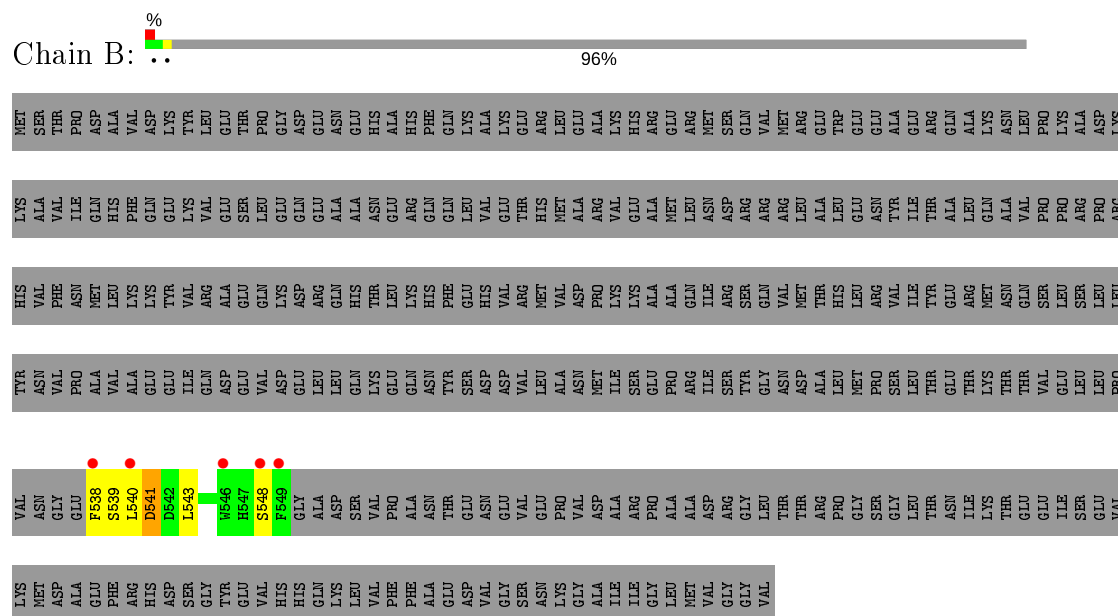 %
Chain B: . .
96%
MET SER THR PRO ASP ALA VAL ASP LYS TYR LEU GLU THR PRO GLY ASP GLU ASN GLU HIS ALA HIS PHE GLN LYS ALA LYS GLU ARG LEU GLU ALA LYS HIS ARG GLU ARG MET SER GLN VAL MET ARG GLU TRP GLU GLU ALA GLU ARG GLN ALA LYS ASN LEU PRO LYS ALA ASP LYS
LYS ALA VAL ILE GLN HIS PHE GLN GLU LYS VAL GLU SER LEU GLU GLN GLU ALA ALA ASN GLU ARG GLN GLN LEU VAL GLU THR HIS MET ALA ARG VAL GLU ALA MET LEU ASN ASP ARG ARG ARG LEU ALA LEU GLU ASN TYR ILE THR ALA LEU GLN ALA VAL PRO PRO ARG PRO ARG
HIS VAL PHE ASN MET LEU LYS LYS TYR VAL ARG ALA GLU GLN LYS ASP ARG GLN HIS THR LEU LYS HIS PHE GLU HIS VAL ARG MET VAL ASP PRO LYS LYS ALA ALA GLN ILE ARG SER GLN VAL MET THR HIS LEU ARG VAL ILE TYR GLU ARG MET ASN GLN SER LEU SER LEU LEU
TYR ASN VAL PRO ALA VAL ALA GLU GLU ILE GLN ASP GLU VAL ASP GLU LEU LEU GLN LYS GLU GLN ASN TYR SER ASP ASP VAL LEU ALA ASN MET ILE SER GLU PRO ARG ILE SER TYR GLY ASN ASP ALA LEU MET PRO SER LEU THR GLU THR LYS THR THR VAL GLU LEU LEU PRO
VAL ASN GLY GLU F538 S539 L540 D541 D542 L543 W546 H547 S548 F549 GLY ALA ASP SER VAL PRO ALA ASN THR GLU ASN GLU VAL GLU PRO VAL ASP ALA ARG PRO ALA ALA ASP ARG GLY LEU THR THR ARG PRO GLY SER GLY LEU THR ASN ILE LYS THR GLU GLU ILE SER GLU VAL
LYS MET ASP ALA GLU PHE ARG HIS ASP SER GLY TYR GLU VAL HIS HIS GLN LYS LEU VAL PHE PHE ALA GLU ASP VAL GLY SER ASN LYS GLY ALA ILE ILE GLY LEU MET VAL GLY GLY VAL